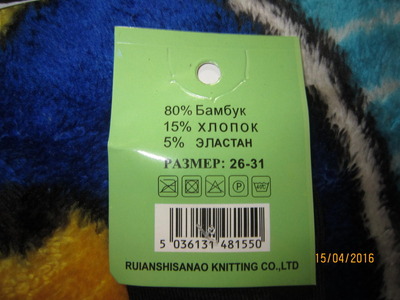 80% Бамбук
15% ХЛОПОК
5% ЭЛАСТАН
РАЗМЕР: 26-31
P
5 036131 481550
RUIANSHISANAO KNITTING CO.,LTD
15/04/2016